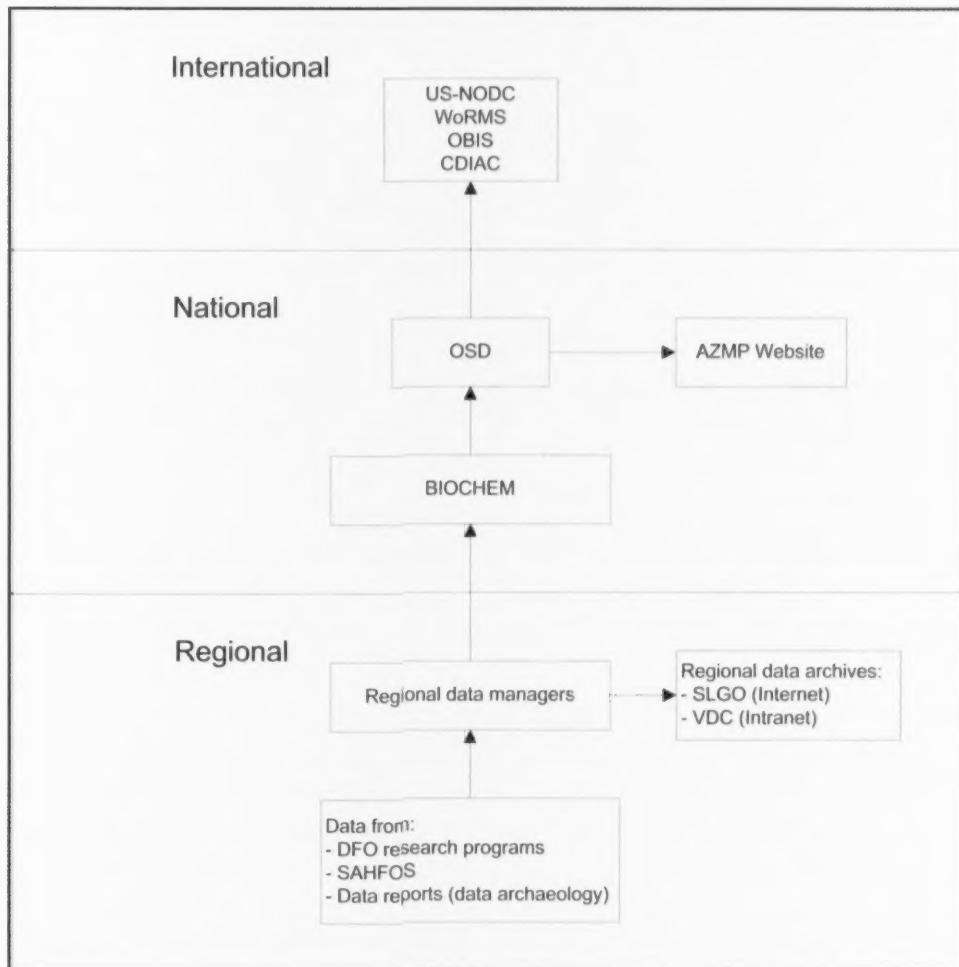 International
US-NODC
WoRMS
OBIS
CDIAC
National
OSD
AZMP Website
BIOCHEM
Regional
Regional data managers
Regional data archives:
- SLGO (Internet)
- VDC (Intranet)
Data from:
- DFO research programs
- SAHFOS
- Data reports (data archaeology)